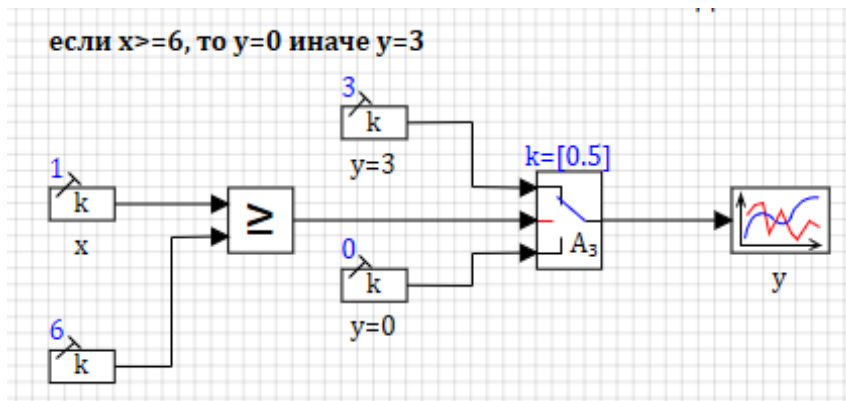 если x>=6, то y=0 иначе y=3
3
k
y=3
k=[0.5]
1
k
x
≥
A₃
0
k
y=0
y
6
k